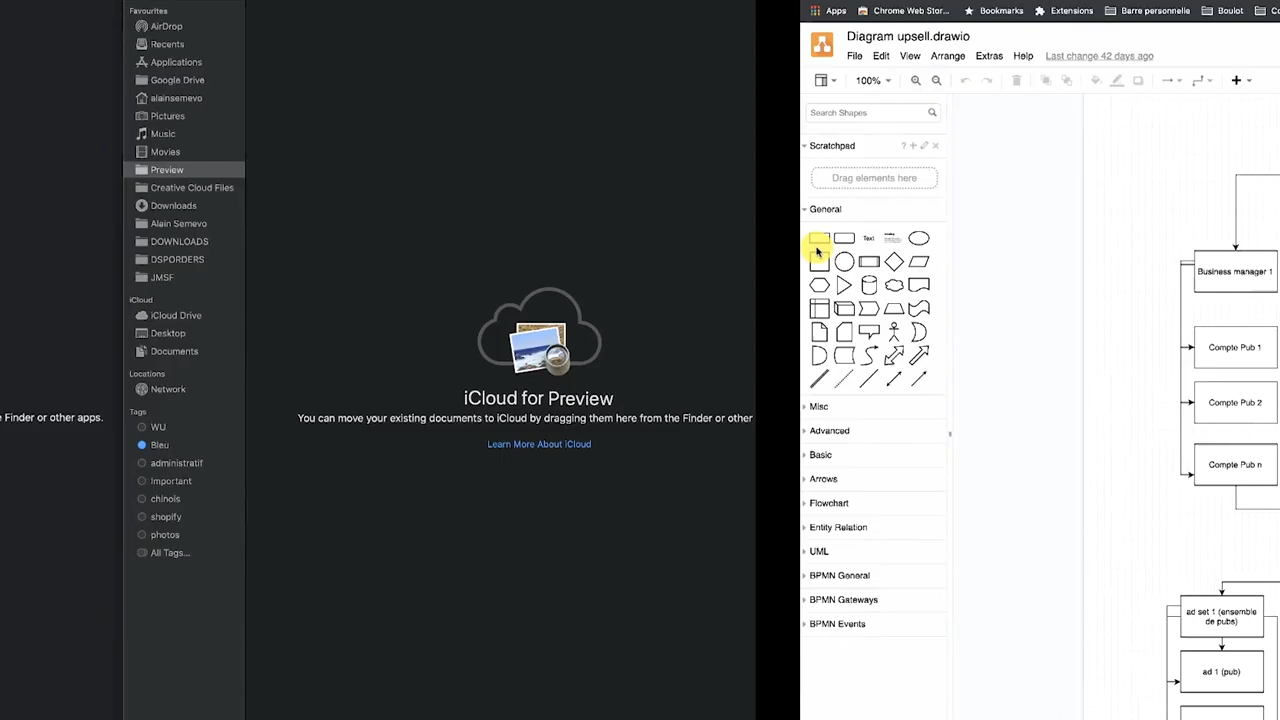 e Finder or other apps.
Favourites
AirDrop
Recents
Applications
Google Drive
alainsemevo
Pictures
Music
Movies
Preview
Creative Cloud Files
Downloads
Alain Semevo
DOWNLOADS
DSPORDERS
JMSF
iCloud
iCloud Drive
Desktop
Documents
Locations
Network
Tags
WU
Bleu
administratif
Important
chinois
shopify
photos
All Tags...
iCloud for Preview
You can move your existing documents to iCloud by dragging them here from the Finder or other
Learn More About iCloud
Apps
Chrome Web Stor...
Bookmarks
Extensions
Barre personnelle
Boulot
Diagram upsell.drawio
File Edit View Arrange Extras Help Last change 42 days ago
100%
Search Shapes
Scratchpad
?
Drag elements here
General
Text
Misc
Advanced
Basic
Arrows
Flowchart
Entity Relation
UML
BPMN General
BPMN Gateways
BPMN Events
Business manager 1
Compte Pub 1
Compte Pub 2
Compte Pub n
ad set 1 (ensemble
de pubs)
ad 1 (pub)